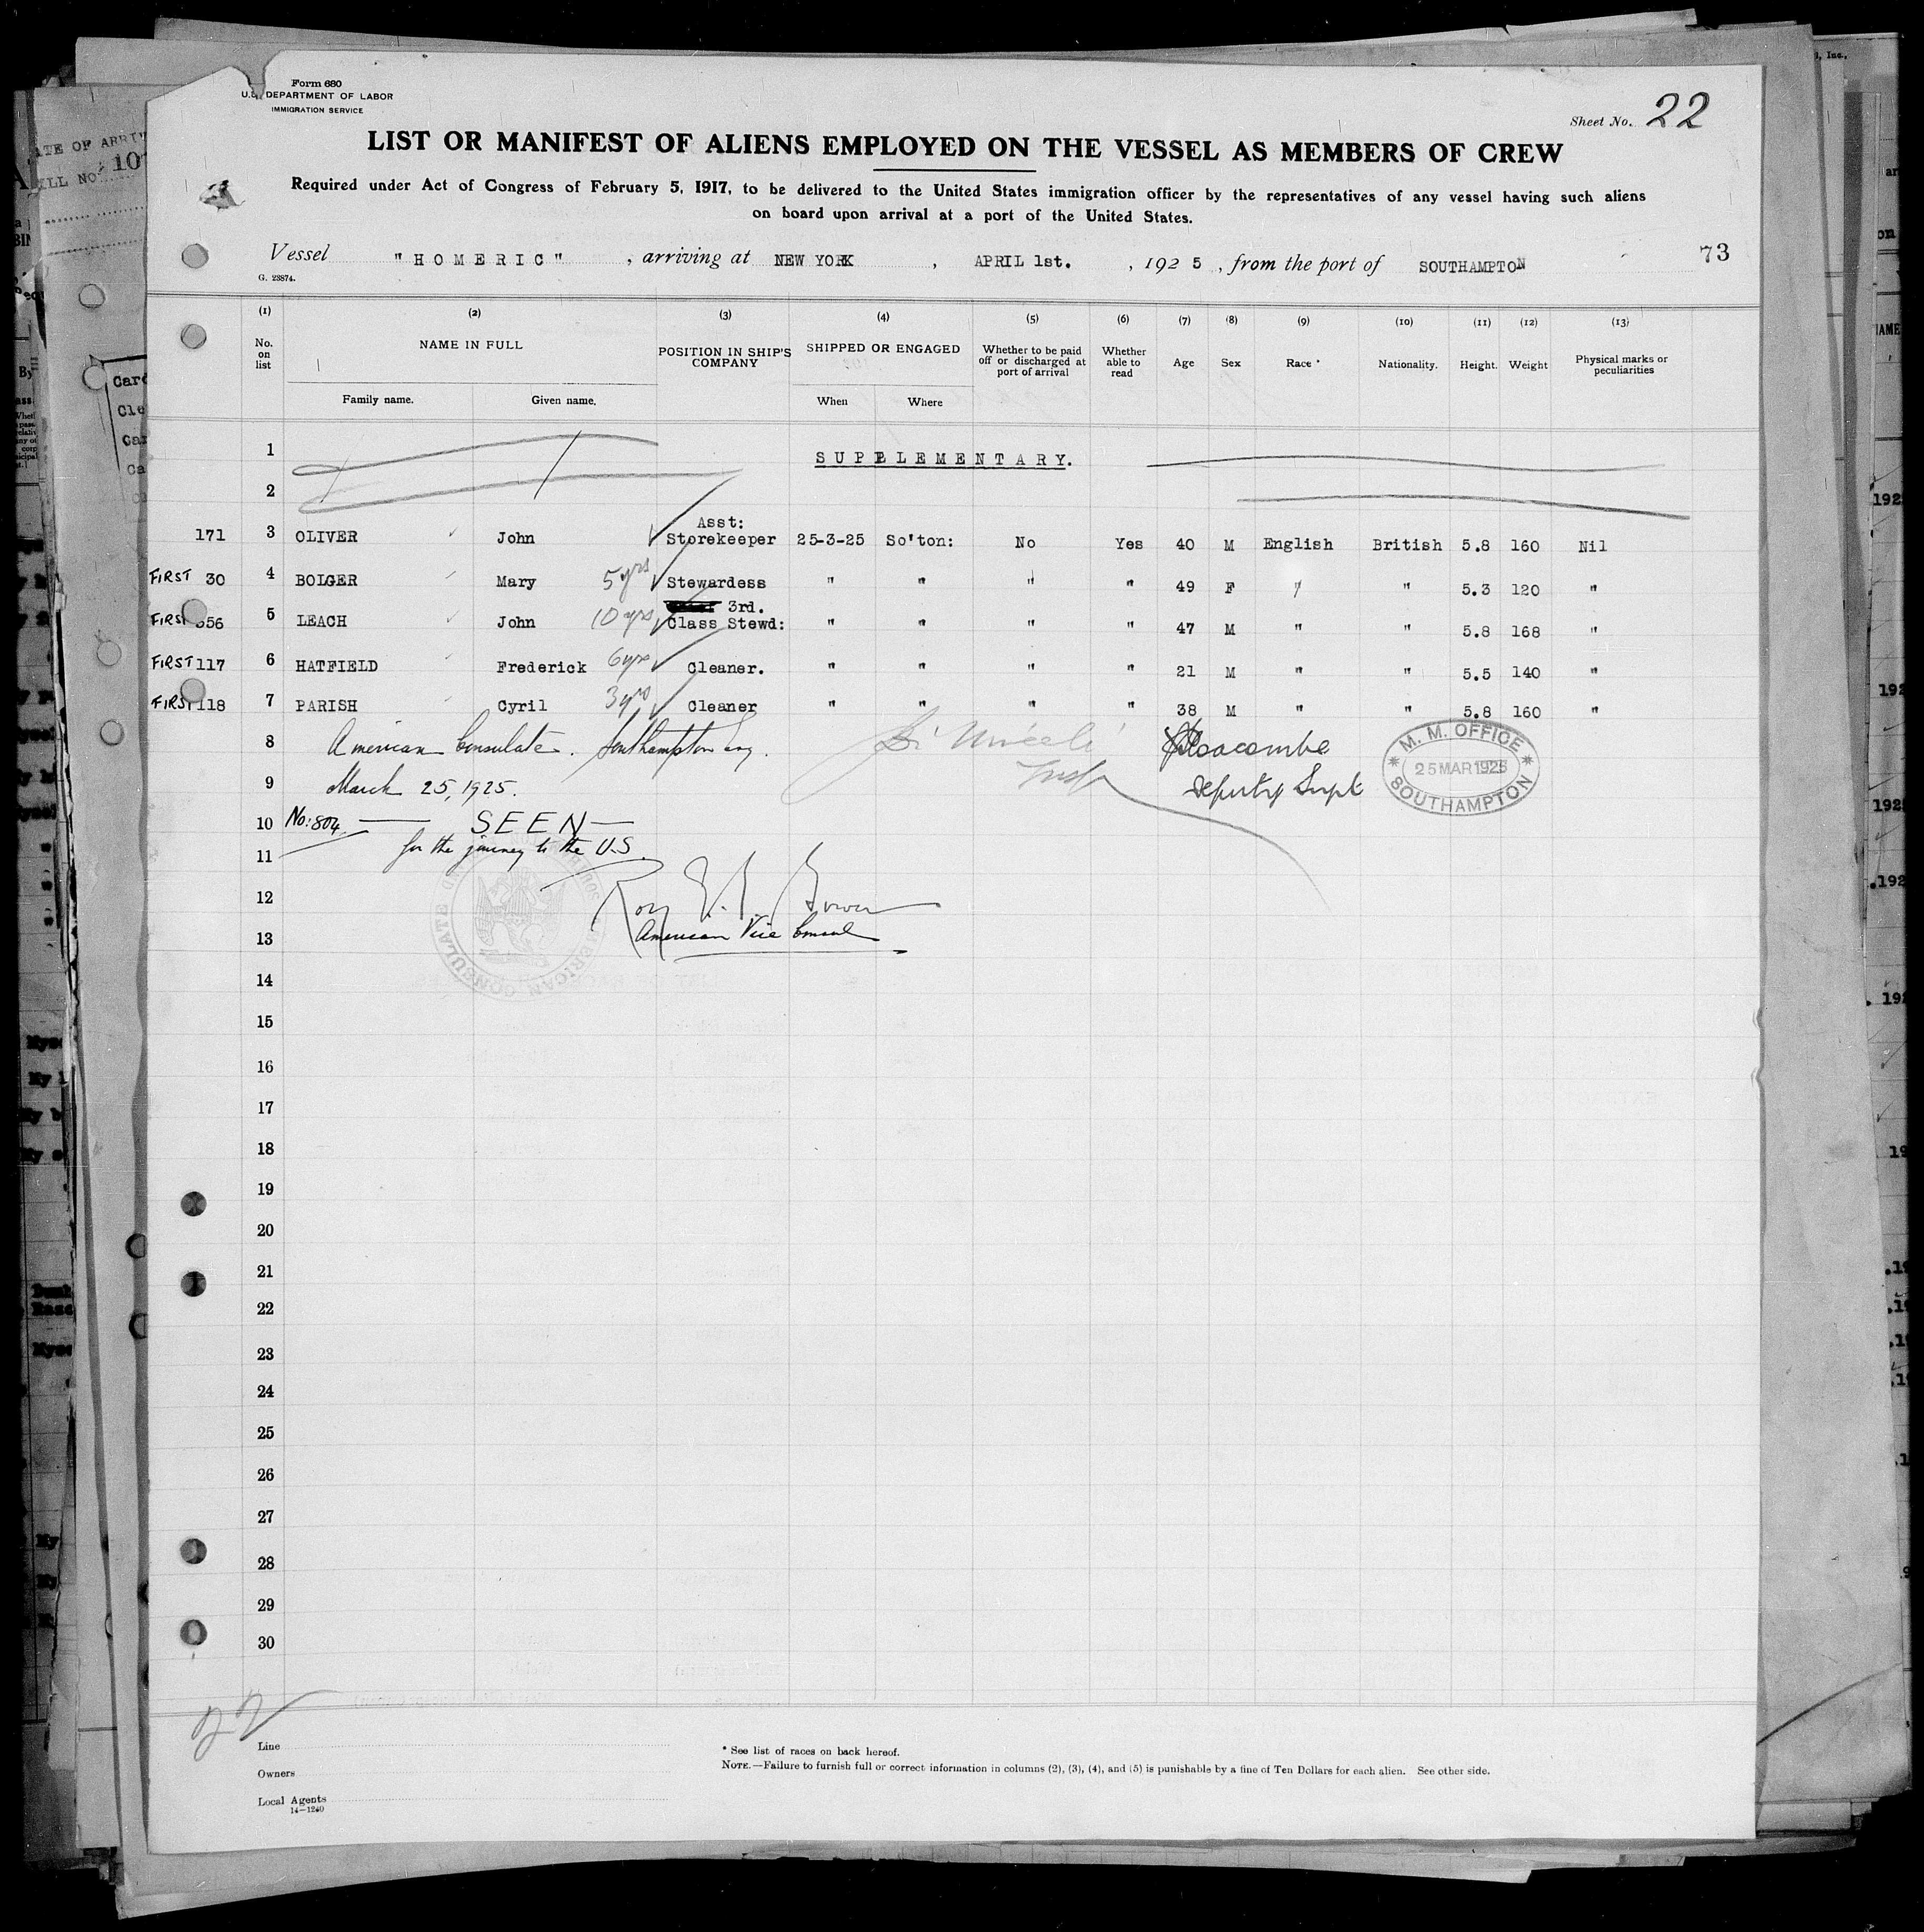 Form 680
U.S. DEPARTMENT OF LABOR
IMMIGRATION SERVICE
Sheet No. 22
LIST OR MANIFEST OF ALIENS EMPLOYED ON THE VESSEL AS MEMBERS OF CREW
Required under Act of Congress of February 5, 1917, to be delivered to the United States immigration officer by the representatives of any vessel having such aliens
on board upon arrival at a port of the United States.
Vessel "HOMERIC", arriving at NEW YORK, APRIL 1st., 1925, from the port of SOUTHAMPTON 73
G. 23874.
(1) (2) (3) (4) (5) (6) (7) (8) (9) (10) (11) (12) (13)
No. on list NAME IN FULL POSITION IN SHIP'S COMPANY SHIPPED OR ENGAGED Whether to be paid off or discharged at port of arrival Whether able to read Age Sex Race * Nationality. Height. Weight Physical marks or peculiarities
Family name. Given name. When Where
1 SUPPLEMENTARY.
2
171 3 OLIVER John Asst: Storekeeper 25-3-25 So'ton: No Yes 40 M English British 5.8 160 Nil
FIRST 30 4 BOLGER Mary 5 yrs Stewardess " " " " 49 F " " 5.3 120 "
FIRST 356 5 LEACH John 10 yrs 3rd. Class Stewd: " " " " 47 M " " 5.8 168 "
FIRST 117 6 HATFIELD Frederick 6 yrs Cleaner. " " " " 21 M " " 5.5 140 "
FIRST 118 7 PARISH Cyril 3 yrs Cleaner " " " " 38 M " " 5.8 160 "
8 American Consulate. Southampton Eng.
Deputy Supt
M. M. OFFICE
25 MAR 1925
SOUTHAMPTON
9 March 25, 1925.
10 No: 804 — SEEN —
11 for the journey to the U.S.
12
13 American Vice Consul
AMERICAN CONSULATE
14
15
16
17
18
19
20
21
22
23
24
25
26
27
28
29
30
22
Line
Owners
Local Agents
14—1240
* See list of races on back hereof.
NOTE.—Failure to furnish full or correct information in columns (2), (3), (4), and (5) is punishable by a fine of Ten Dollars for each alien. See other side.